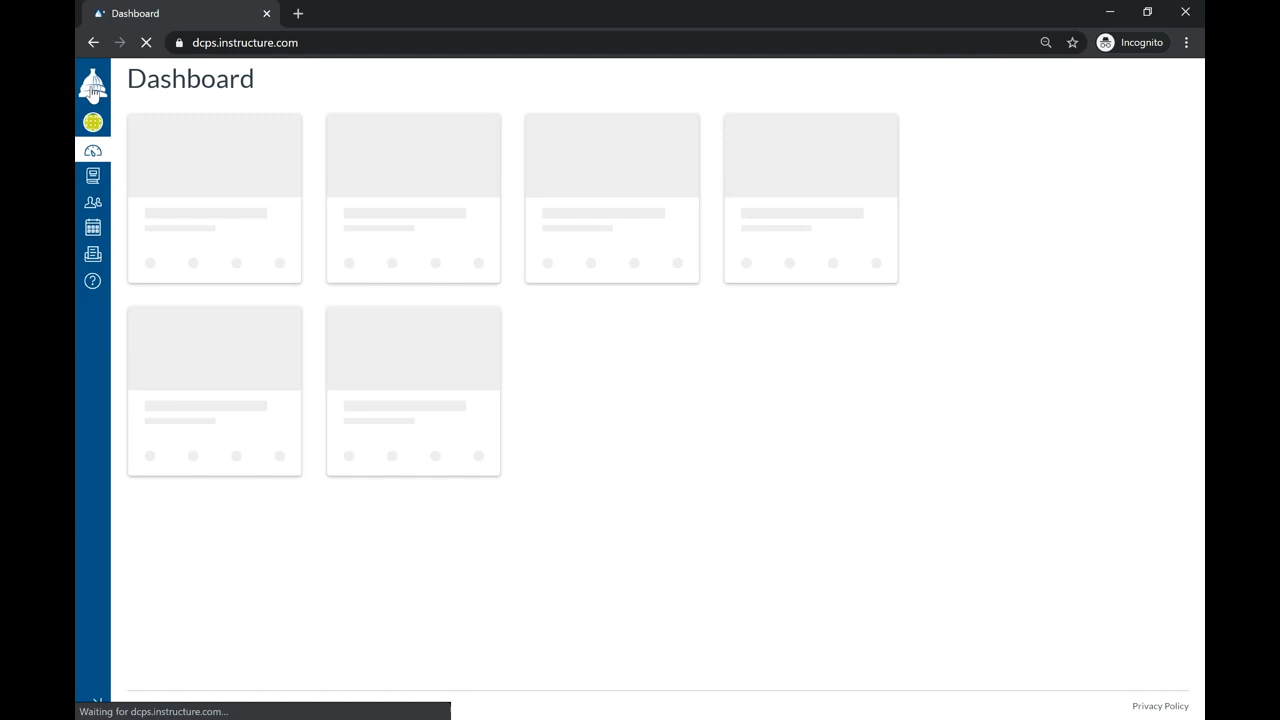 Dashboard
dcps.instructure.com
Incognito
Dashboard
Waiting for dcps.instructure.com...
Privacy Policy